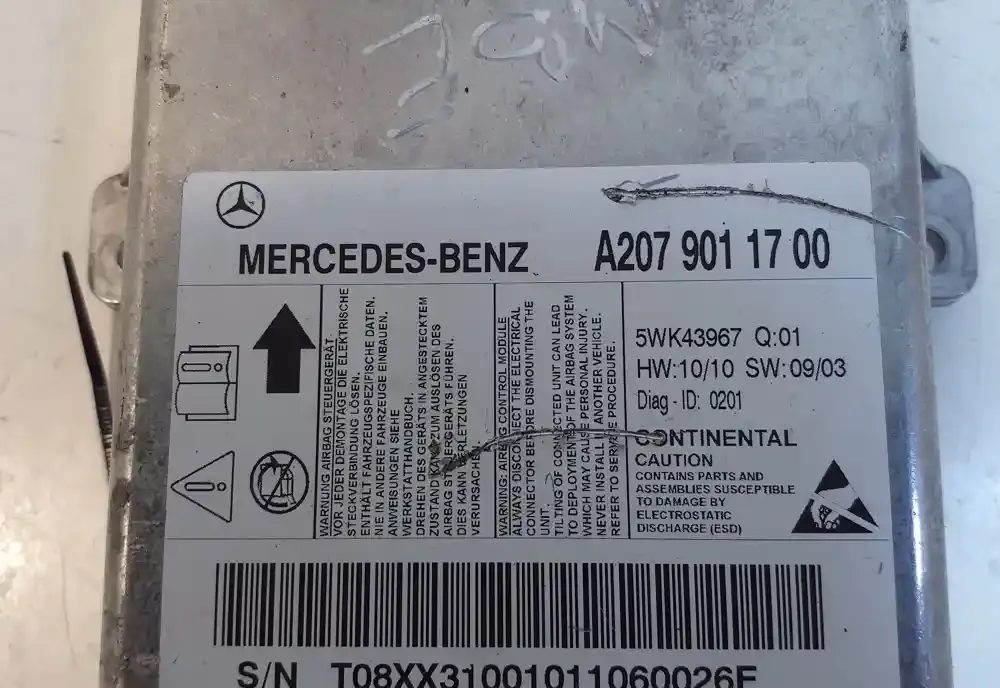 MERCEDES-BENZ
A207 901 17 00
WARNUNG AIRBAG STEUERGERÄT.
VOR JEDER DEMONTAGE DIE ELEKTRISCHE
STECKVERBINDUNG LÖSEN.
ENTHÄLT FAHRZEUGSPEZIFISCHE DATEN.
NIE IN ANDERE FAHRZEUGE EINBAUEN.
ANWEISUNGEN SIEHE
WERKSTATTHANDBUCH.
DREHEN DES GERÄTS IN ANGESTECKTEM
ZUSTAND ZUM AUSLÖSEN DES
AIRBAG STEUERGERÄTS FÜHREN.
DIES KANN VERLETZUNGEN
VERURSACHEN
WARNING: AIRBAG CONTROL MODULE
ALWAYS DISCONNECT THE ELECTRICAL
CONNECTOR BEFORE DISMOUNTING THE
UNIT.
TILTING OF CONNECTED UNIT CAN LEAD
TO DEPLOYMENT OF THE AIRBAG SYSTEM
WHICH MAY CAUSE PERSONAL INJURY.
NEVER INSTALL IN ANOTHER VEHICLE.
REFER TO SERVICE PROCEDURE.
5WK43967 Q:01
HW:10/10 SW:09/03
Diag - ID: 0201
CONTINENTAL
CAUTION
CONTAINS PARTS AND
ASSEMBLIES SUSCEPTIBLE
TO DAMAGE BY
ELECTROSTATIC
DISCHARGE (ESD)
S/N T08XX31001011060026F